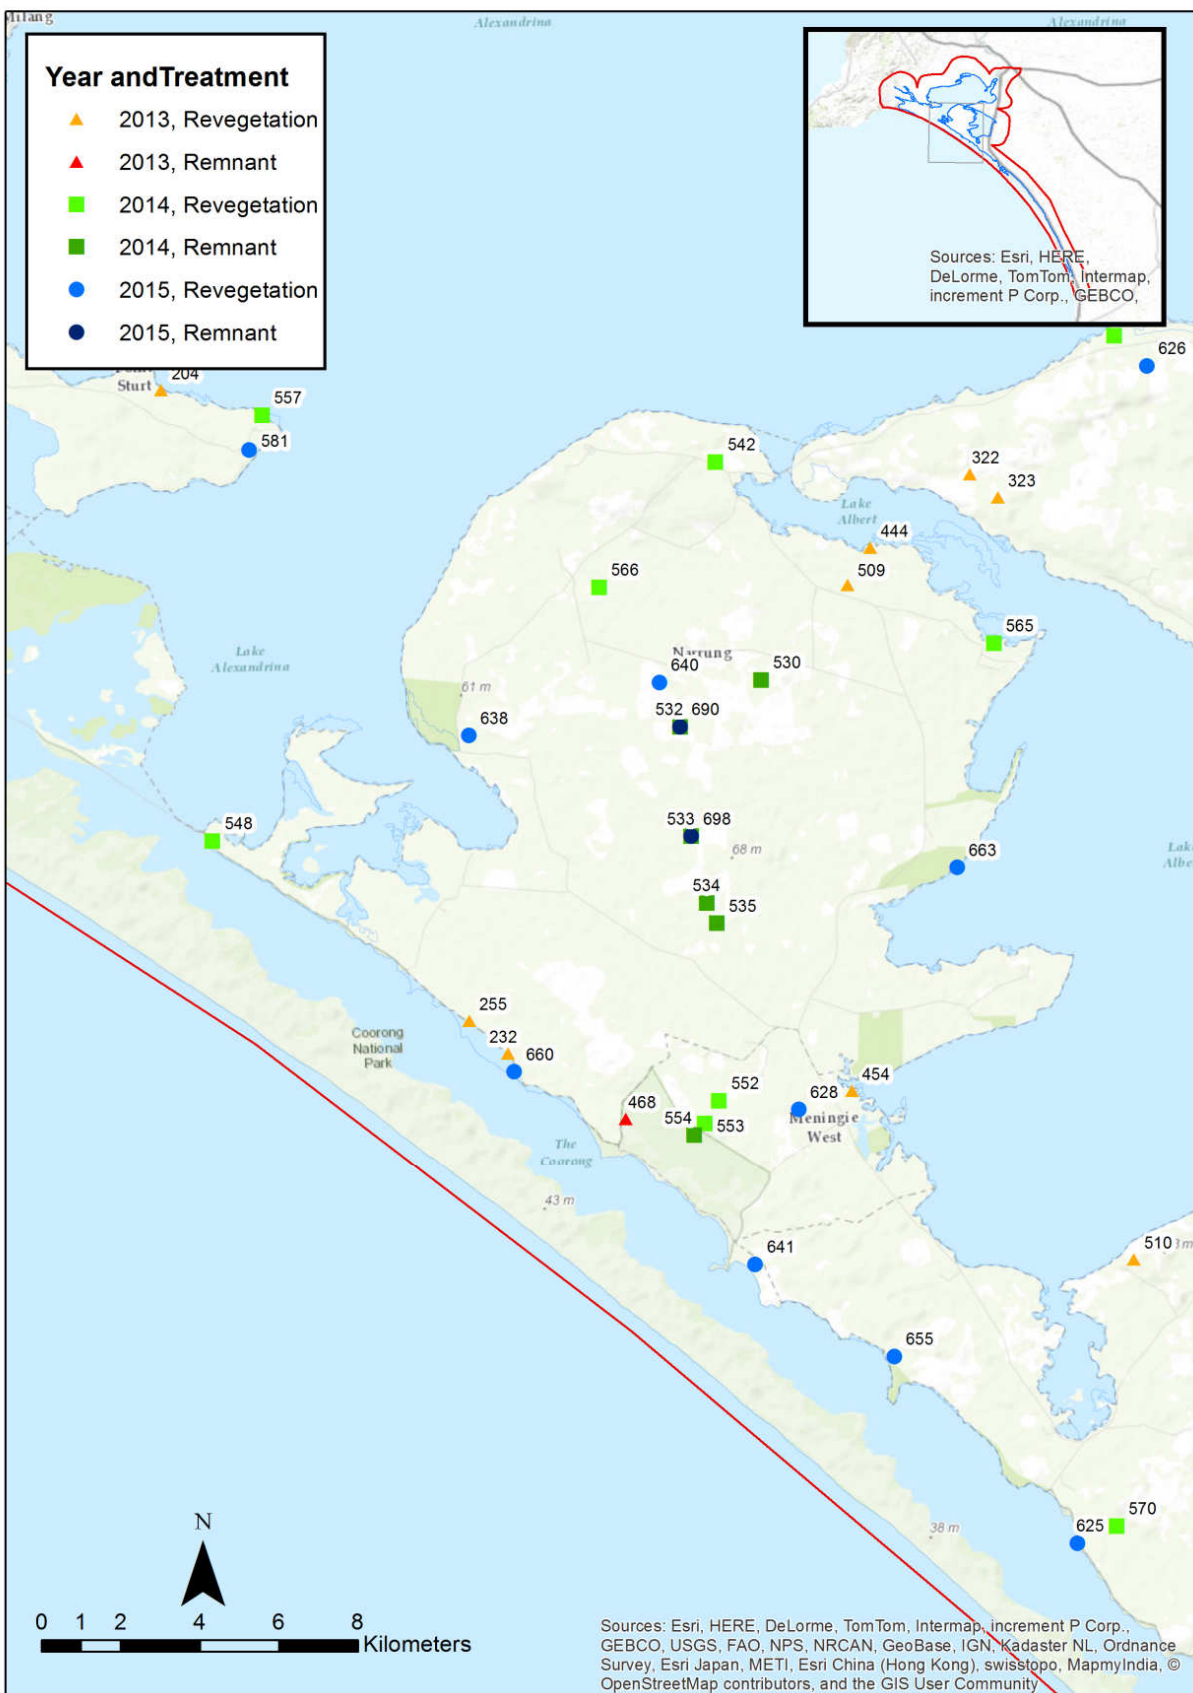 Alexandrina
Alexandrina
Year andTreatment
2013, Revegetation
2013, Remnant
2014, Revegetation
2014, Remnant
2015, Revegetation
2015, Remnant
Sources: Esri, HERE,
DeLorme, TomTom, Intermap,
increment P Corp., GEBCO,
626
Sturt
204
557
581
542
322
323
Lake
Albert
444
509
566
565
Lake
Alexandrina
Narrung
640
530
61 m
532
690
638
548
533
698
68 m
663
Lake
534
535
255
232
660
Coorong
National
Park
552
628
454
468
554
553
Meningie
West
The
Coorong
43 m
641
510
655
38 m
570
625
N
0 1 2 4 6 8
Kilometers
Sources: Esri, HERE, DeLorme, TomTom, Intermap, increment P Corp.,
GEBCO, USGS, FAO, NPS, NRCAN, GeoBase, IGN, Kadaster NL, Ordnance
Survey, Esri Japan, METI, Esri China (Hong Kong), swisstopo, MapmyIndia, ©
OpenStreetMap contributors, and the GIS User Community